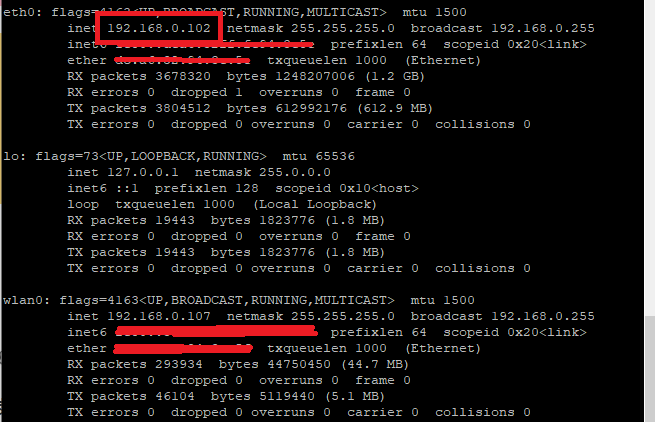 eth0: flags=4163<UP,BROADCAST,RUNNING,MULTICAST> mtu 1500
inet 192.168.0.102 netmask 255.255.255.0 broadcast 192.168.0.255
inet6 prefixlen 64 scopeid 0x20<link>
ether txqueuelen 1000 (Ethernet)
RX packets 3678320 bytes 1248207006 (1.2 GB)
RX errors 0 dropped 1 overruns 0 frame 0
TX packets 3804512 bytes 612992176 (612.9 MB)
TX errors 0 dropped 0 overruns 0 carrier 0 collisions 0
lo: flags=73<UP,LOOPBACK,RUNNING> mtu 65536
inet 127.0.0.1 netmask 255.0.0.0
inet6 ::1 prefixlen 128 scopeid 0x10<host>
loop txqueuelen 1000 (Local Loopback)
RX packets 19443 bytes 1823776 (1.8 MB)
RX errors 0 dropped 0 overruns 0 frame 0
TX packets 19443 bytes 1823776 (1.8 MB)
TX errors 0 dropped 0 overruns 0 carrier 0 collisions 0
wlan0: flags=4163<UP,BROADCAST,RUNNING,MULTICAST> mtu 1500
inet 192.168.0.107 netmask 255.255.255.0 broadcast 192.168.0.255
inet6 prefixlen 64 scopeid 0x20<link>
ether txqueuelen 1000 (Ethernet)
RX packets 293934 bytes 44750450 (44.7 MB)
RX errors 0 dropped 0 overruns 0 frame 0
TX packets 46104 bytes 5119440 (5.1 MB)
TX errors 0 dropped 0 overruns 0 carrier 0 collisions 0